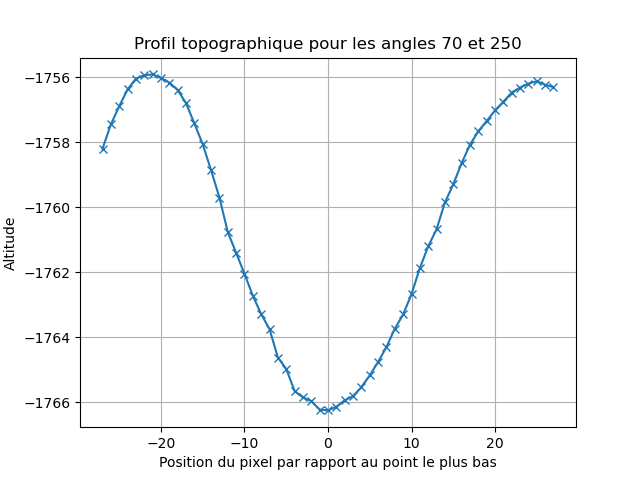 Profil topographique pour les angles 70 et 250
Altitude
−1756
−1758
−1760
−1762
−1764
−1766
−20 −10 0 10 20
Position du pixel par rapport au point le plus bas